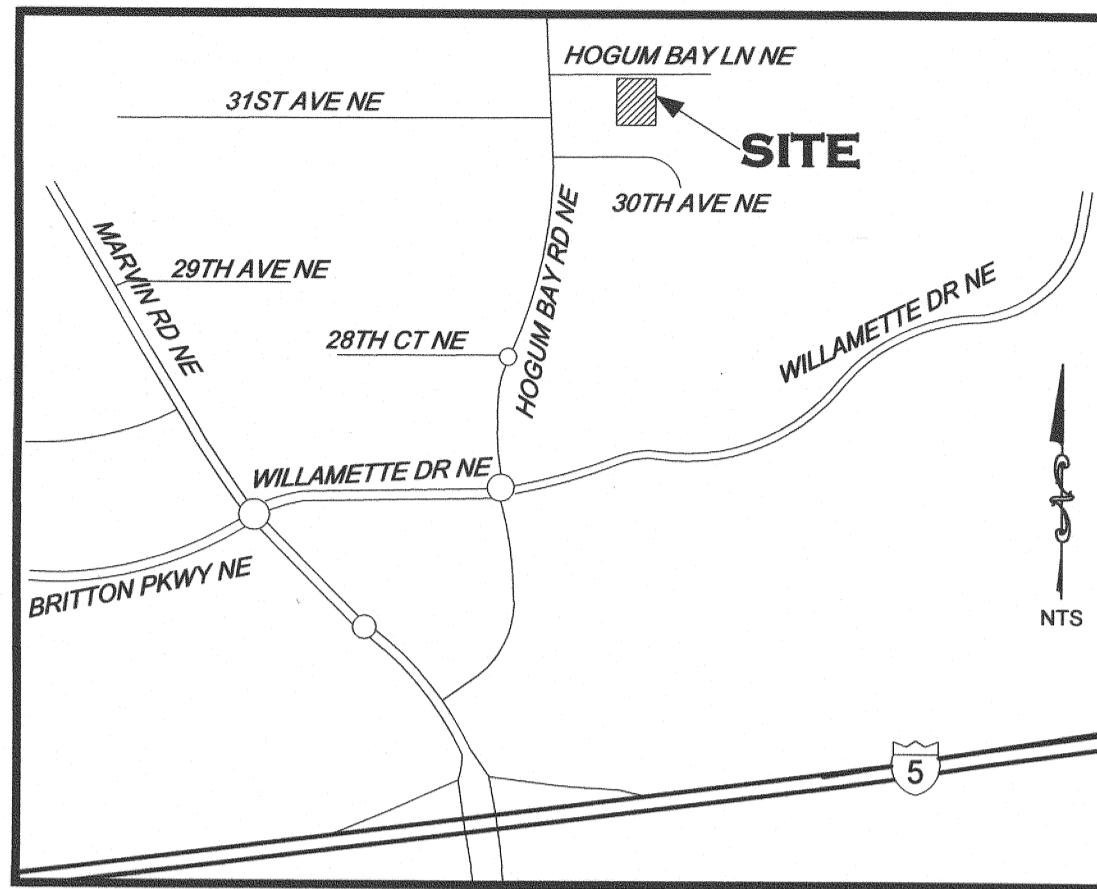 HOGUM BAY LN NE
31ST AVE NE
SITE
30TH AVE NE
MARVIN RD NE
29TH AVE NE
HOGUM BAY RD NE
28TH CT NE
WILLAMETTE DR NE
WILLAMETTE DR NE
BRITTON PKWY NE
NTS
5